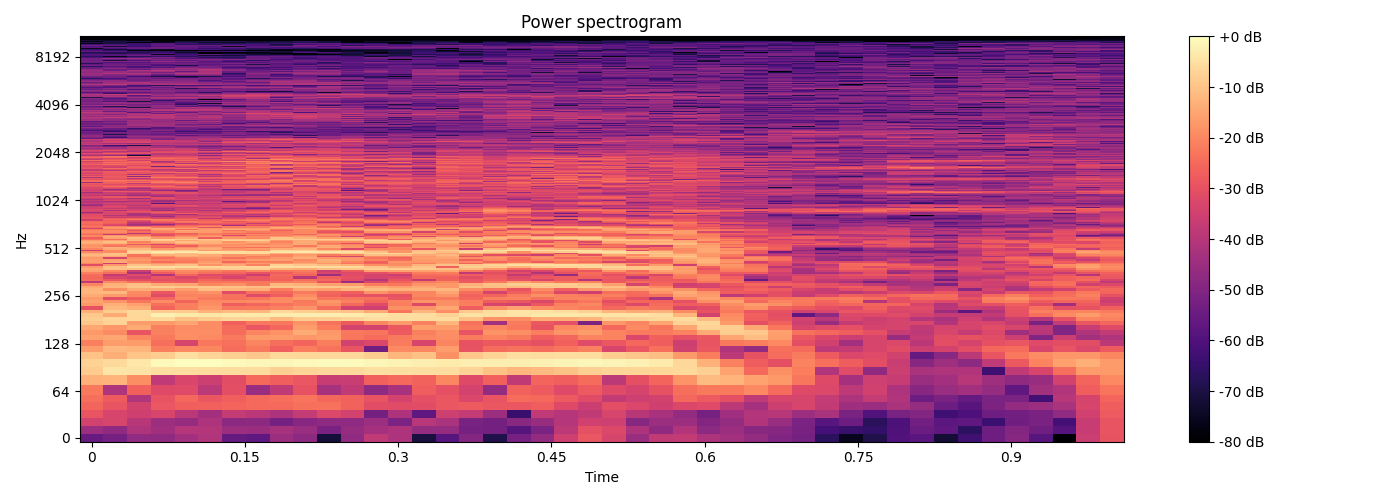 Power spectrogram
Hz
8192
4096
2048
1024
512
256
128
64
0
0 0.15 0.3 0.45 0.6 0.75 0.9
Time
+0 dB
-10 dB
-20 dB
-30 dB
-40 dB
-50 dB
-60 dB
-70 dB
-80 dB